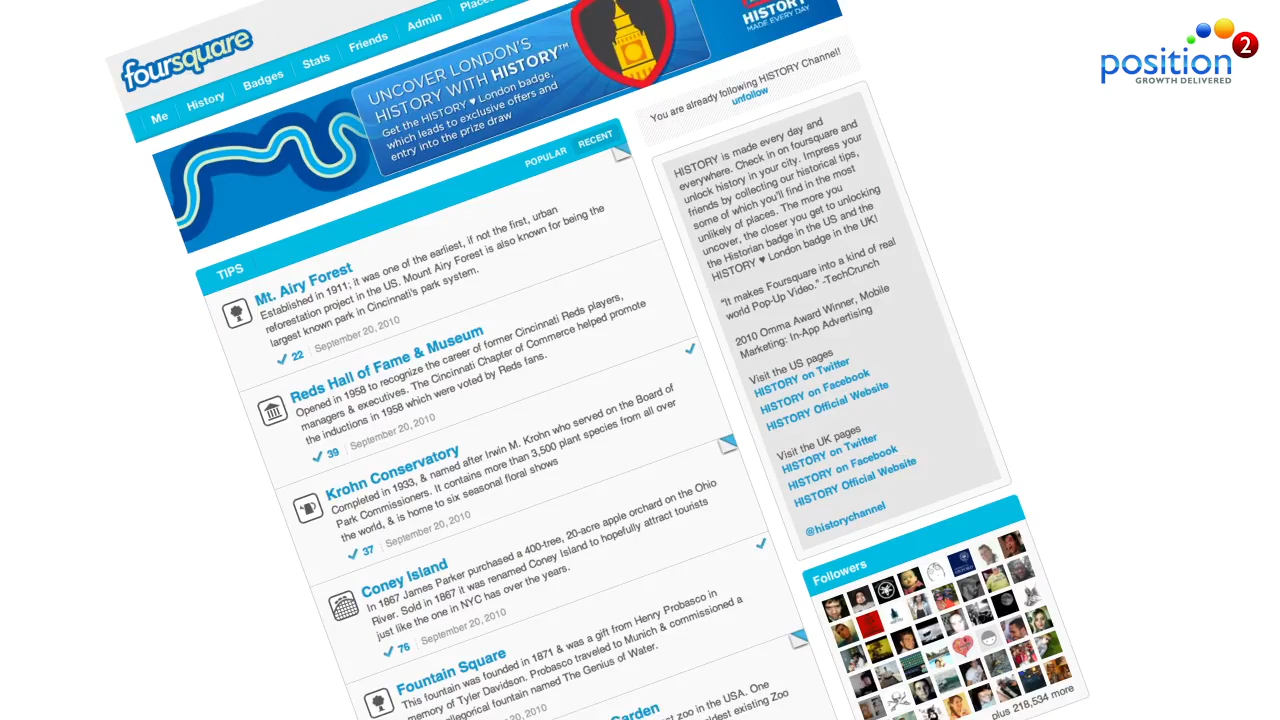 foursquare
Me
History
Badges
Stats
Friends
Admin
UNCOVER LONDON'S
HISTORY WITH HISTORY™
Get the HISTORY ♥ London badge,
which leads to exclusive offers and
entry into the prize draw
HISTORY
MADE EVERY DAY
position2
GROWTH DELIVERED
You are already following HISTORY Channel!
unfollow
TIPS
POPULAR
RECENT
Mt. Airy Forest
Established in 1911; it was one of the earliest, if not the first, urban
reforestation project in the US. Mount Airy Forest is also known for being the
largest known park in Cincinnati's park system.
22
September 20, 2010
Reds Hall of Fame & Museum
Opened in 1958 to recognize the career of former Cincinnati Reds players,
managers & executives. The Cincinnati Chapter of Commerce helped promote
the inductions in 1958 which were voted by Reds fans.
39
September 20, 2010
Krohn Conservatory
Completed in 1933, & named after Irwin M. Krohn who served on the Board of
Park Commissioners. It contains more than 3,500 plant species from all over
the world, & is home to six seasonal floral shows
37
September 20, 2010
Coney Island
In 1867 James Parker purchased a 400-tree, 20-acre apple orchard on the Ohio
River. Sold in 1867 it was renamed Coney Island to hopefully attract tourists
just like the one in NYC has over the years.
76
September 20, 2010
Fountain Square
This fountain was founded in 1871 & was a gift from Henry Probasco in
memory of Tyler Davidson. Probasco traveled to Munich & commissioned a
allegorical fountain named The Genius of Water.
20, 2010
Garden
zoo in the USA. One
oldest existing Zoo
HISTORY is made every day and
everywhere. Check in on foursquare and
unlock history in your city. Impress your
friends by collecting our historical tips,
some of which you'll find in the most
unlikely of places. The more you
uncover, the closer you get to unlocking
the Historian badge in the US and the
HISTORY ♥ London badge in the UK!
"It makes Foursquare into a kind of real
world Pop-Up Video." -TechCrunch
2010 Omma Award Winner, Mobile
Marketing: In-App Advertising
Visit the US pages
HISTORY on Twitter
HISTORY on Facebook
HISTORY Official Website
Visit the UK pages
HISTORY on Twitter
HISTORY on Facebook
HISTORY Official Website
@historychannel
Followers
plus 218,534 more